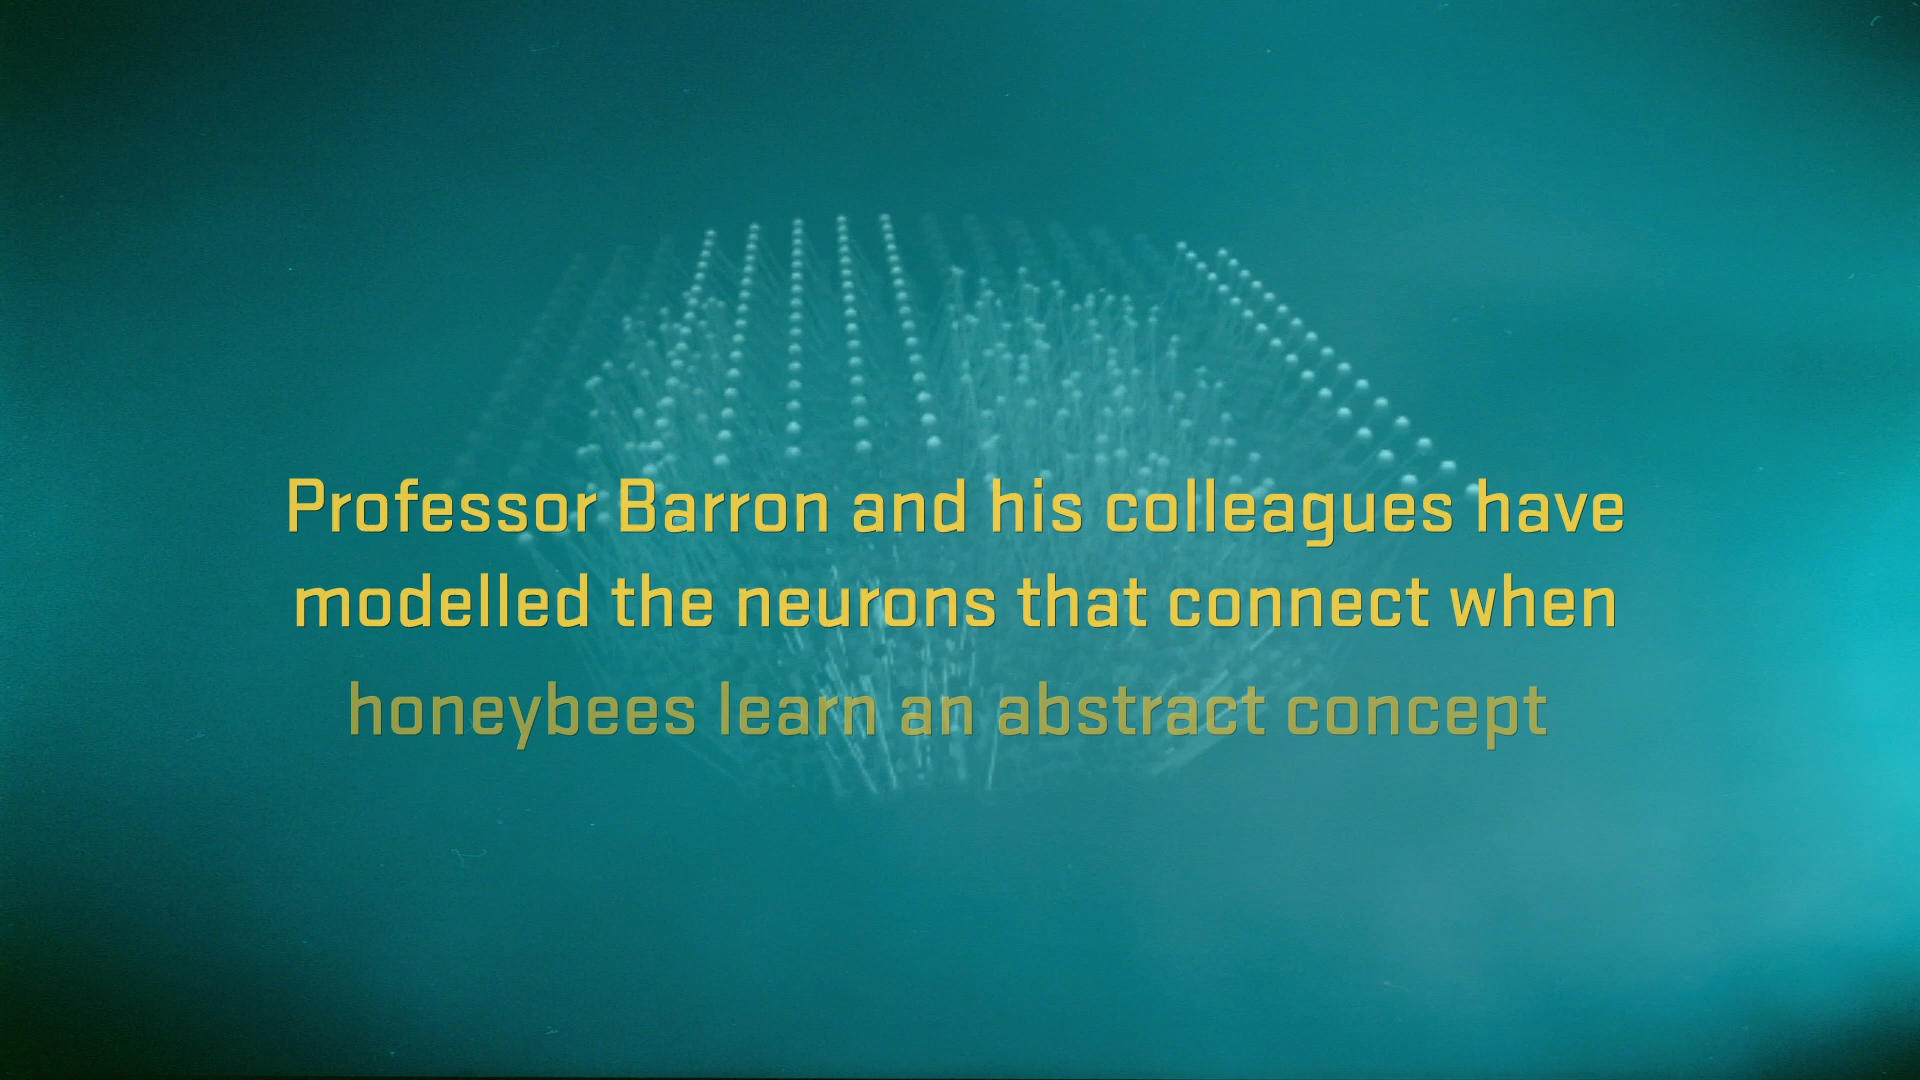 Professor Barron and his colleagues have
modelled the neurons that connect when
honeybees learn an abstract concept